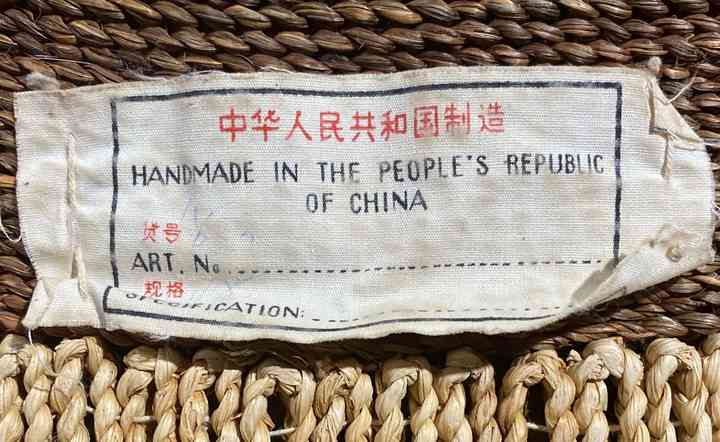 中华人民共和国制造
HANDMADE IN THE PEOPLE'S REPUBLIC
OF CHINA
货号
ART. No.
规格
SPECIFICATION: